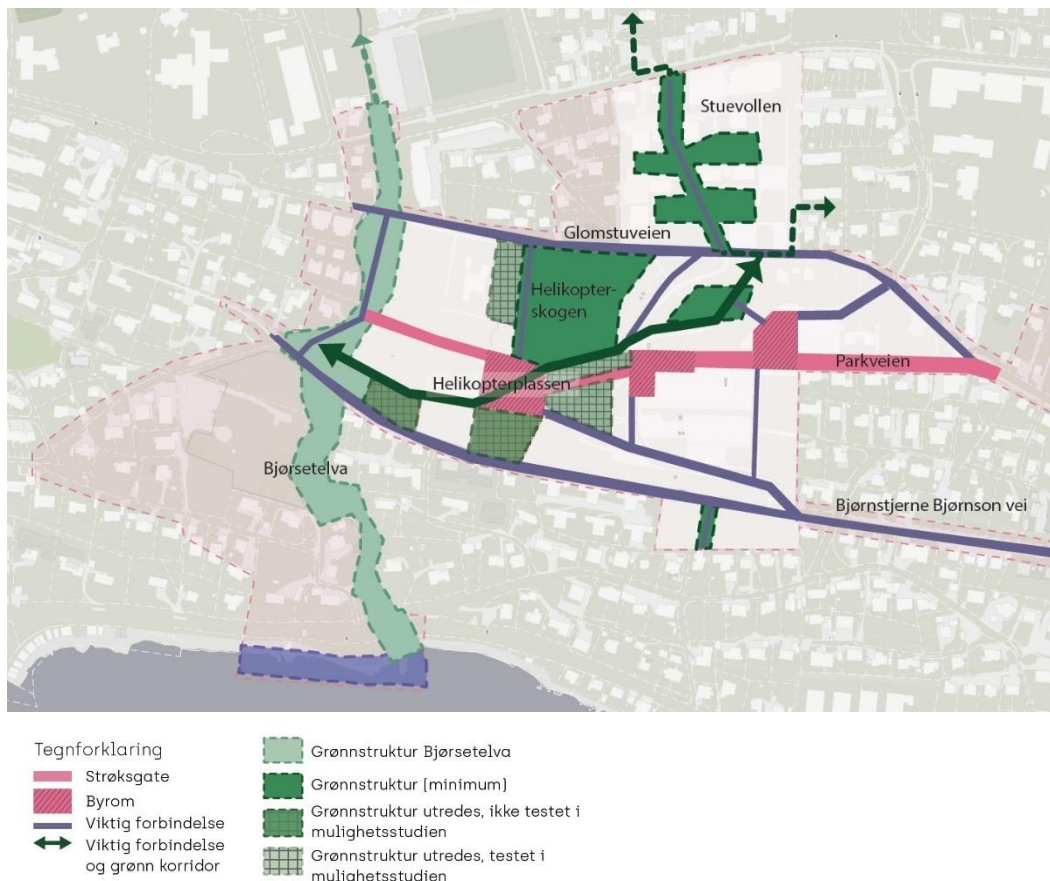 Stuevollen
Glomstuveien
Helikopter-
skogen
Helikopterplassen
Parkveien
Bjørsetelva
Bjørnstjerne Bjørnson vei
Tegnforklaring
Strøksgate
Byrom
Viktig forbindelse
Viktig forbindelse
og grønn korridor
Grønnstruktur Bjørsetelva
Grønnstruktur (minimum)
Grønnstruktur utredes, ikke testet i
mulighetsstudien
Grønnstruktur utredes, testet i
mulighetsstudien